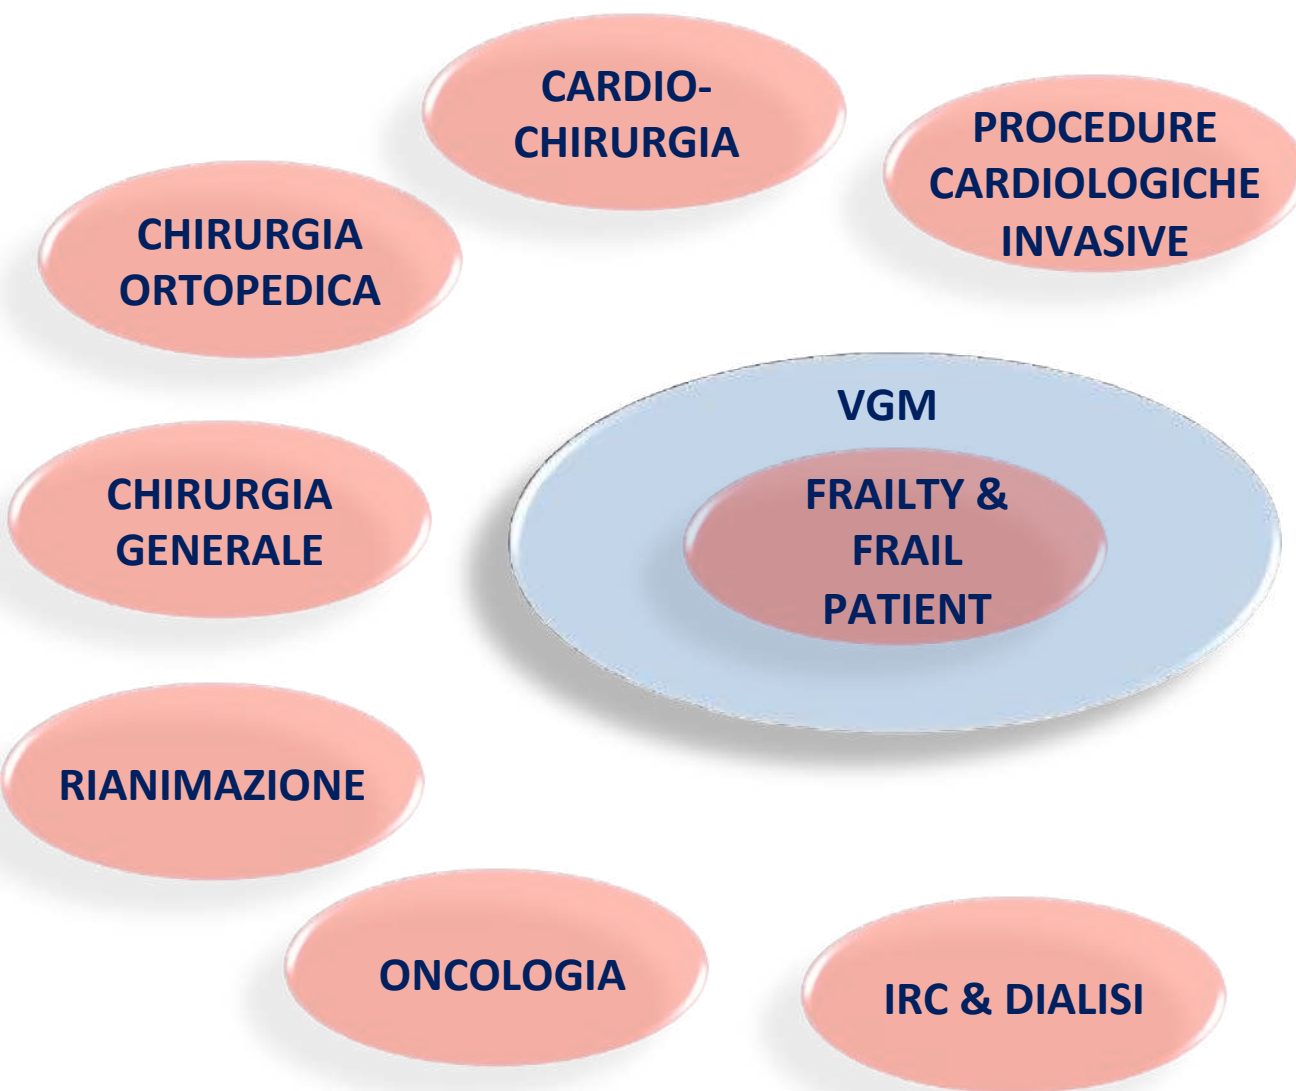 CARDIO-
CHIRURGIA
PROCEDURE
CARDIOLOGICHE
INVASIVE
CHIRURGIA
ORTOPEDICA
VGM
FRAILTY &
FRAIL
PATIENT
CHIRURGIA
GENERALE
RIANIMAZIONE
ONCOLOGIA
IRC & DIALISI